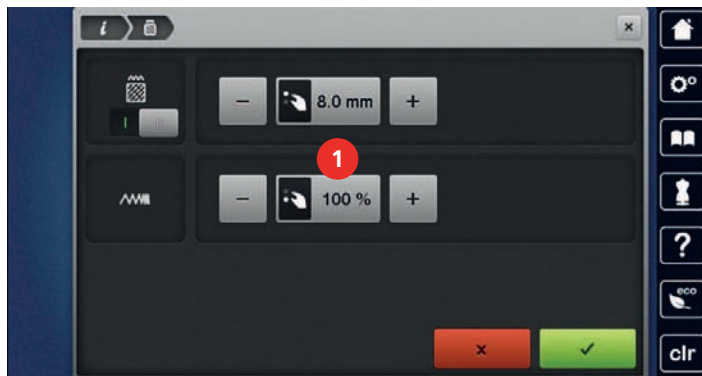 i
− 8.0 mm +
1
− 100 % +
?
eco
clr